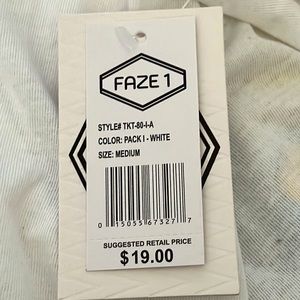 FAZE 1
STYLE# TKT-80-I-A
COLOR: PACK I - WHITE
SIZE: MEDIUM
0 15055 67327 7
SUGGESTED RETAIL PRICE
$19.00